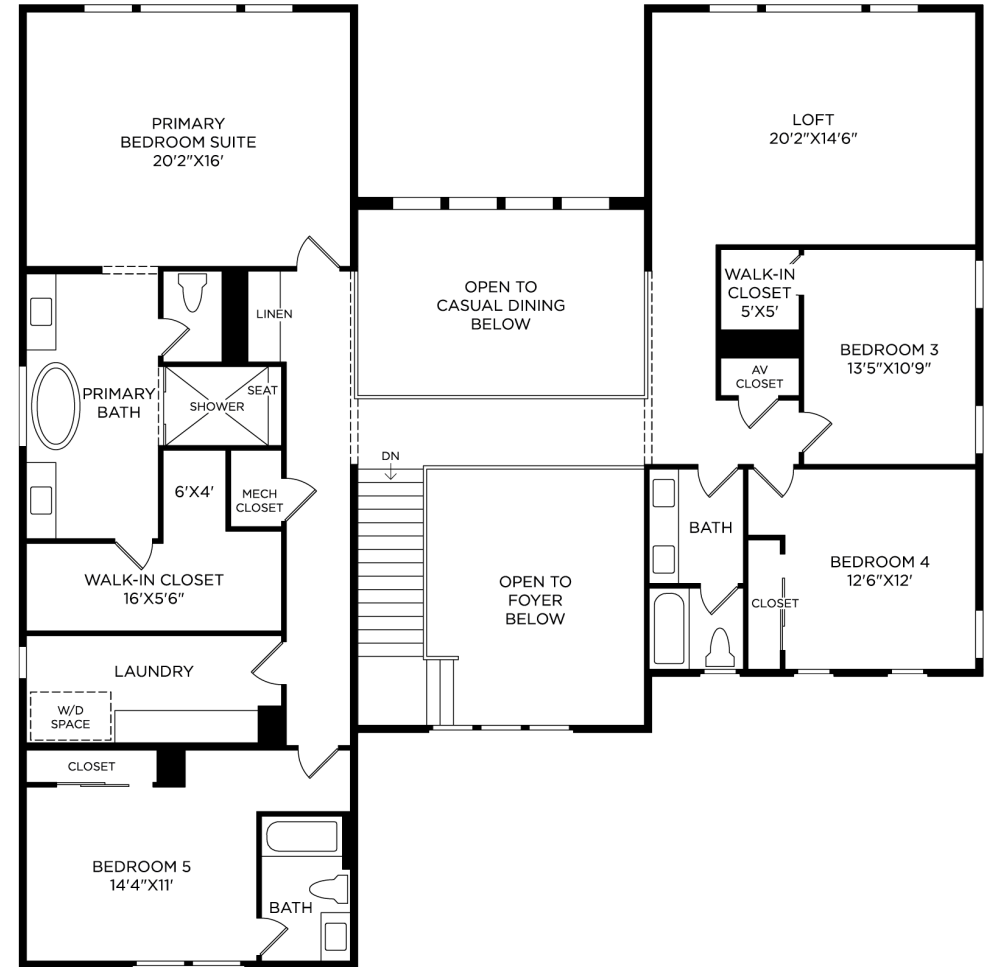 PRIMARY
BEDROOM SUITE
20'2"X16'
LOFT
20'2"X14'6"
OPEN TO
CASUAL DINING
BELOW
WALK-IN
CLOSET
5'X5'
LINEN
BEDROOM 3
13'5"X10'9"
AV
CLOSET
PRIMARY
BATH
SEAT
SHOWER
DN
6'X4'
MECH
CLOSET
BATH
WALK-IN CLOSET
16'X5'6"
OPEN TO
FOYER
BELOW
BEDROOM 4
12'6"X12'
CLOSET
LAUNDRY
W/D
SPACE
CLOSET
BEDROOM 5
14'4"X11'
BATH